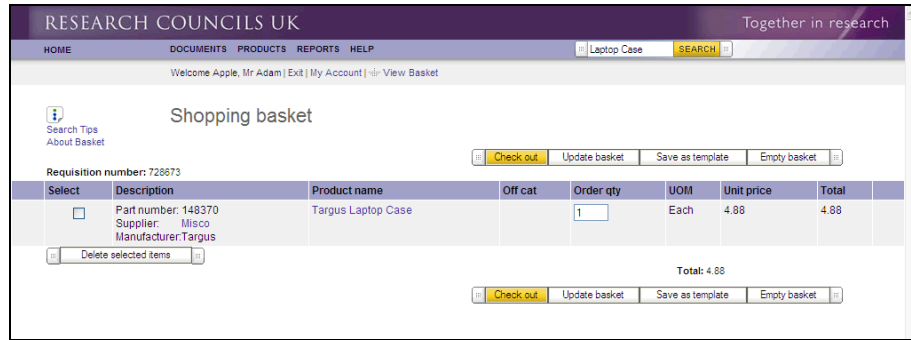 RESEARCH COUNCILS UK Together in research
HOME DOCUMENTS PRODUCTS REPORTS HELP Laptop Case SEARCH
Welcome Apple, Mr Adam | Exit | My Account | View Basket
Shopping basket
Search Tips
About Basket
Check out Update basket Save as template Empty basket
Requisition number: 728673
Select Description Product name Off cat Order qty UOM Unit price Total
Part number: 148370 Targus Laptop Case 1 Each 4.88 4.88
Supplier: Misco
Manufacturer:Targus
Delete selected items
Total: 4.88
Check out Update basket Save as template Empty basket